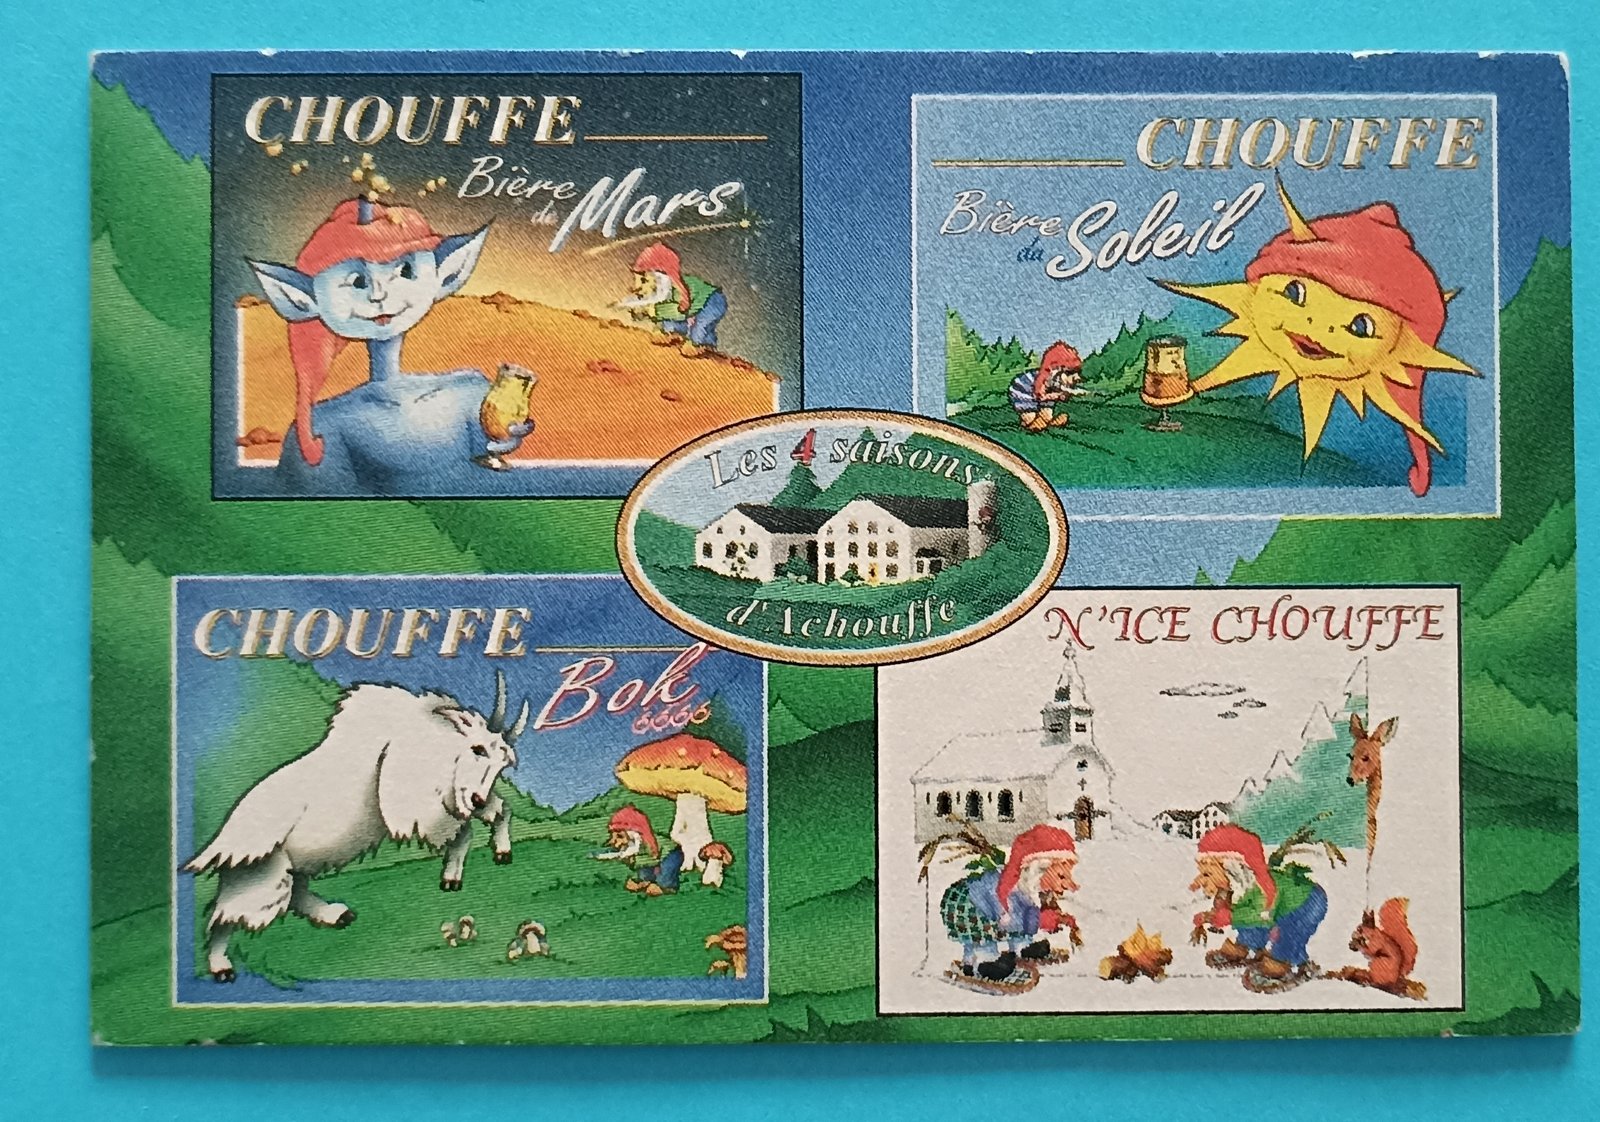 CHOUFFE
Bière
de Mars
CHOUFFE
Bière
du Soleil
Les 4 saisons
d'Achouffe
CHOUFFE
Bok
6666
N'ICE CHOUFFE